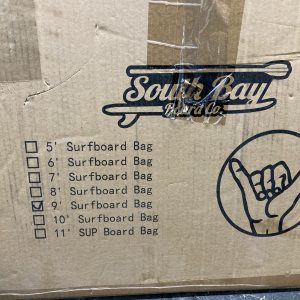 South Bay
Board Co.
5' Surfboard Bag
6' Surfboard Bag
7' Surfboard Bag
8' Surfboard Bag
9' Surfboard Bag
10' Surfboard Bag
11' SUP Board Bag